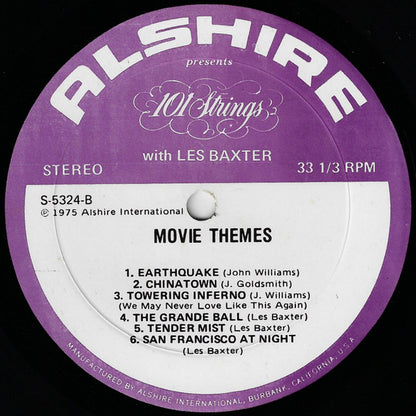 ALSHIRE
presents
101 Strings
with LES BAXTER
STEREO 33 1/3 RPM
S-5324-B
℗ 1975 Alshire International
MOVIE THEMES
1. EARTHQUAKE (John Williams)
2. CHINATOWN (J. Goldsmith)
3. TOWERING INFERNO (J. Williams)
(We May Never Love Like This Again)
4. THE GRANDE BALL (Les Baxter)
5. TENDER MIST (Les Baxter)
6. SAN FRANCISCO AT NIGHT
(Les Baxter)
MANUFACTURED BY ALSHIRE INTERNATIONAL, BURBANK, CALIFORNIA, U.S.A.